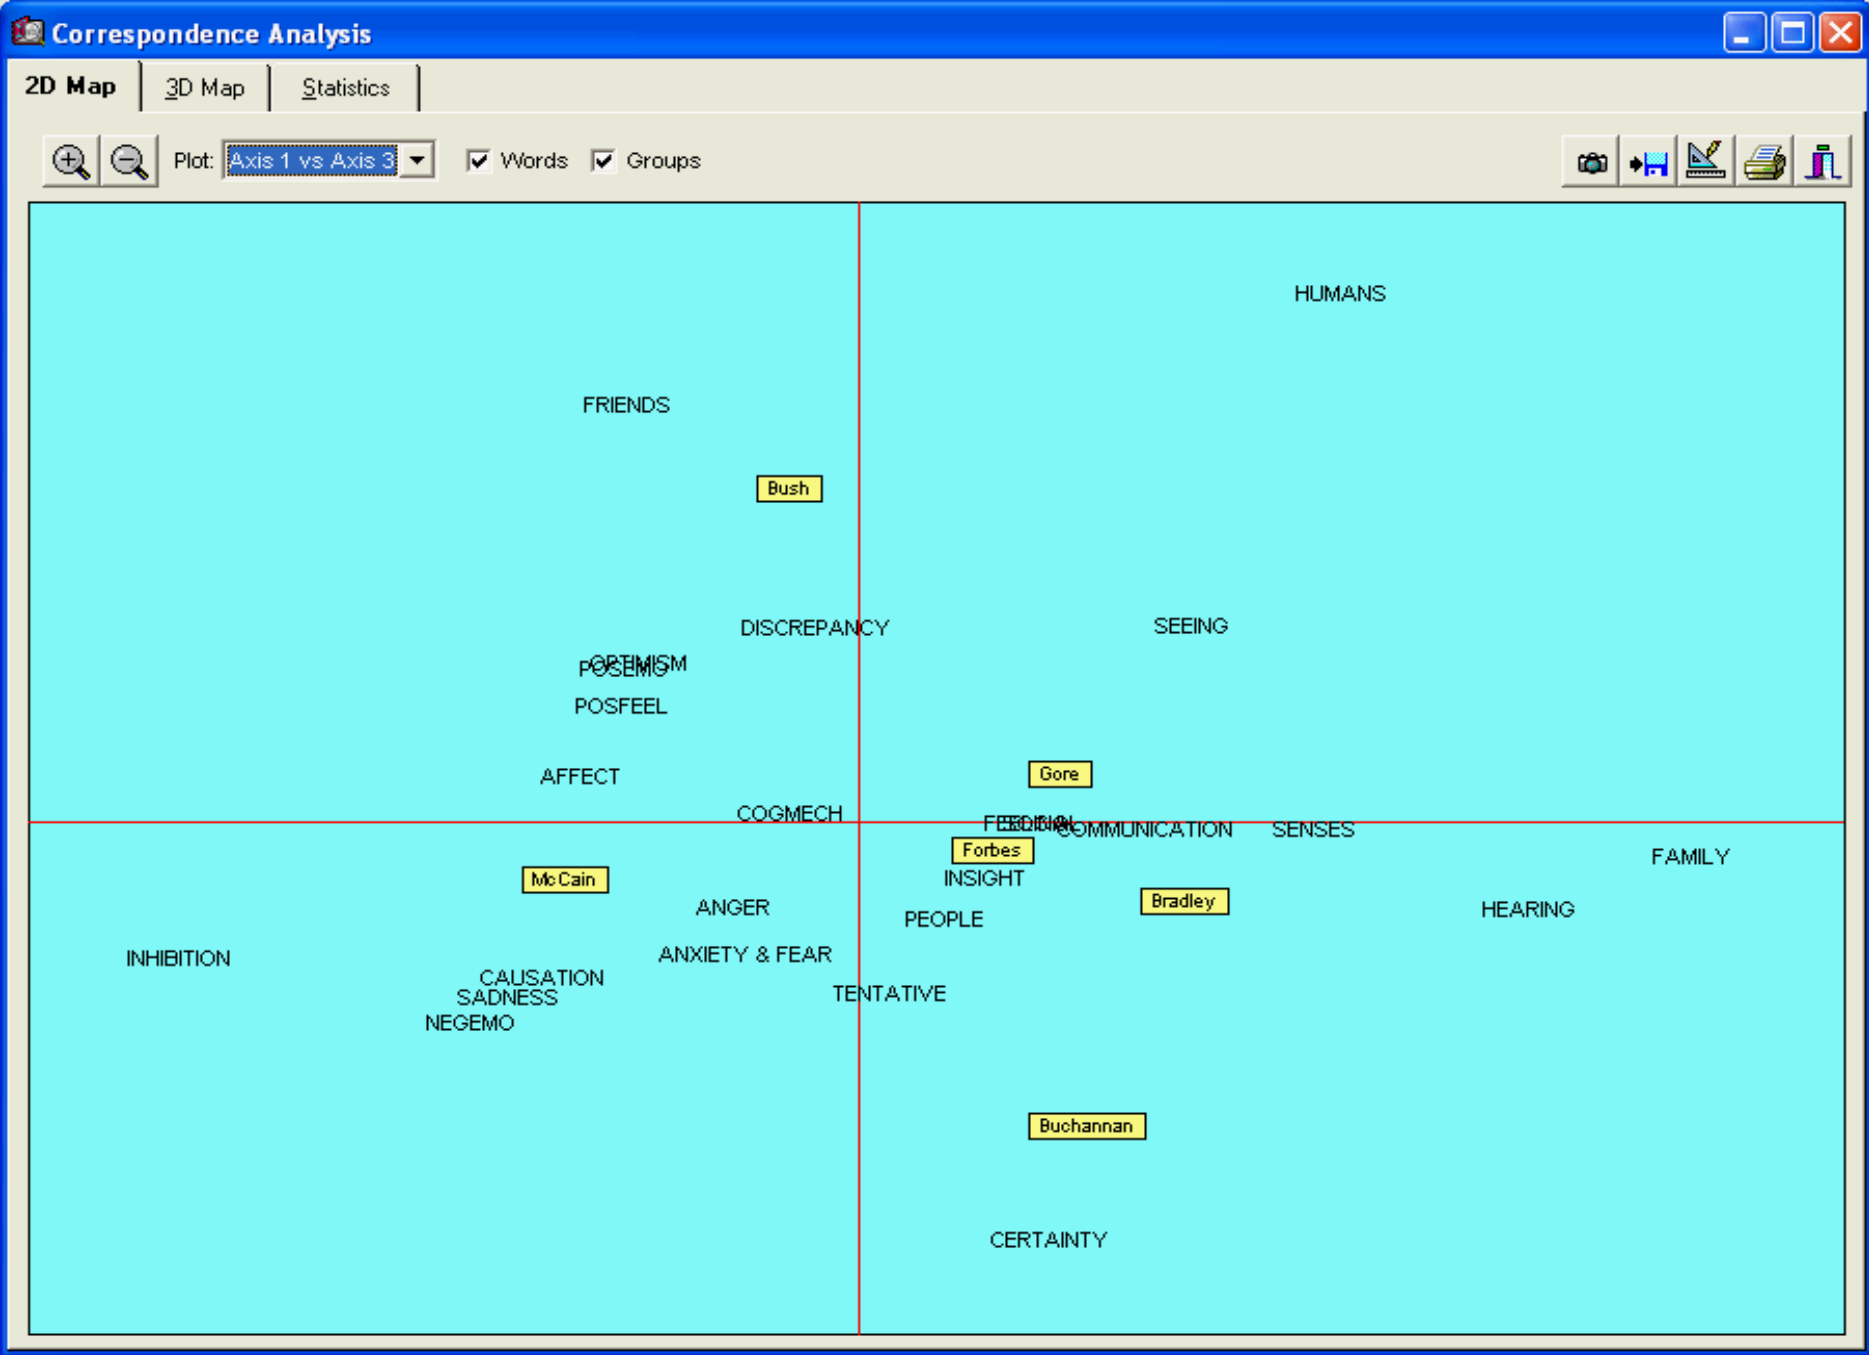 Correspondence Analysis
2D Map 3D Map Statistics
Plot: Axis 1 vs Axis 3 Words Groups
HUMANS
FRIENDS
Bush
DISCREPANCY SEEING
OPTIMISM
POSEMO
POSFEEL
AFFECT Gore
COGMECH
COMMUNICATION SENSES
Forbes FAMILY
McCain INSIGHT
ANGER PEOPLE Bradley HEARING
INHIBITION ANXIETY & FEAR
CAUSATION
SADNESS TENTATIVE
NEGEMO
Buchannan
CERTAINTY